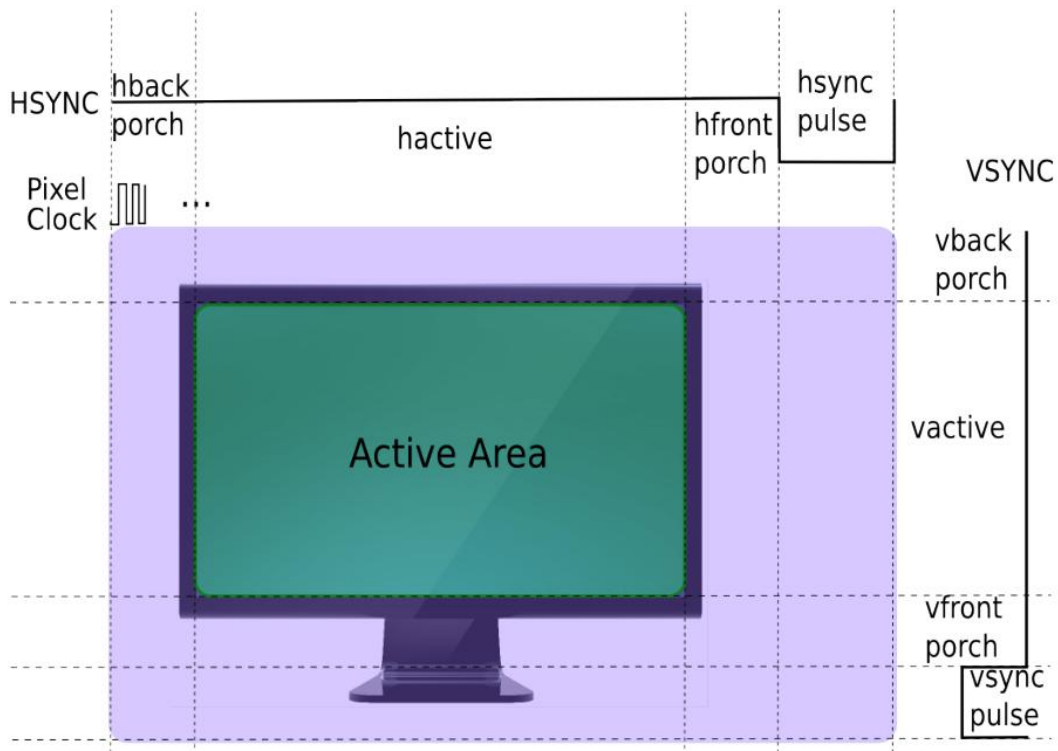 HSYNC
hback
porch
hactive
hfront
porch
hsync
pulse
VSYNC
Pixel
Clock
...
vback
porch
Active Area
vactive
vfront
porch
vsync
pulse